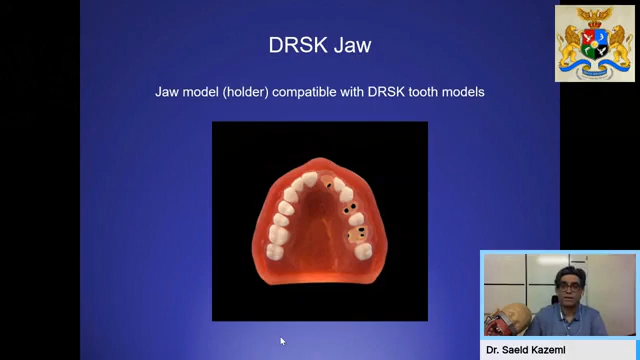 DRSK Jaw
Jaw model (holder) compatible with DRSK tooth models
Dr. Saeid Kazemi